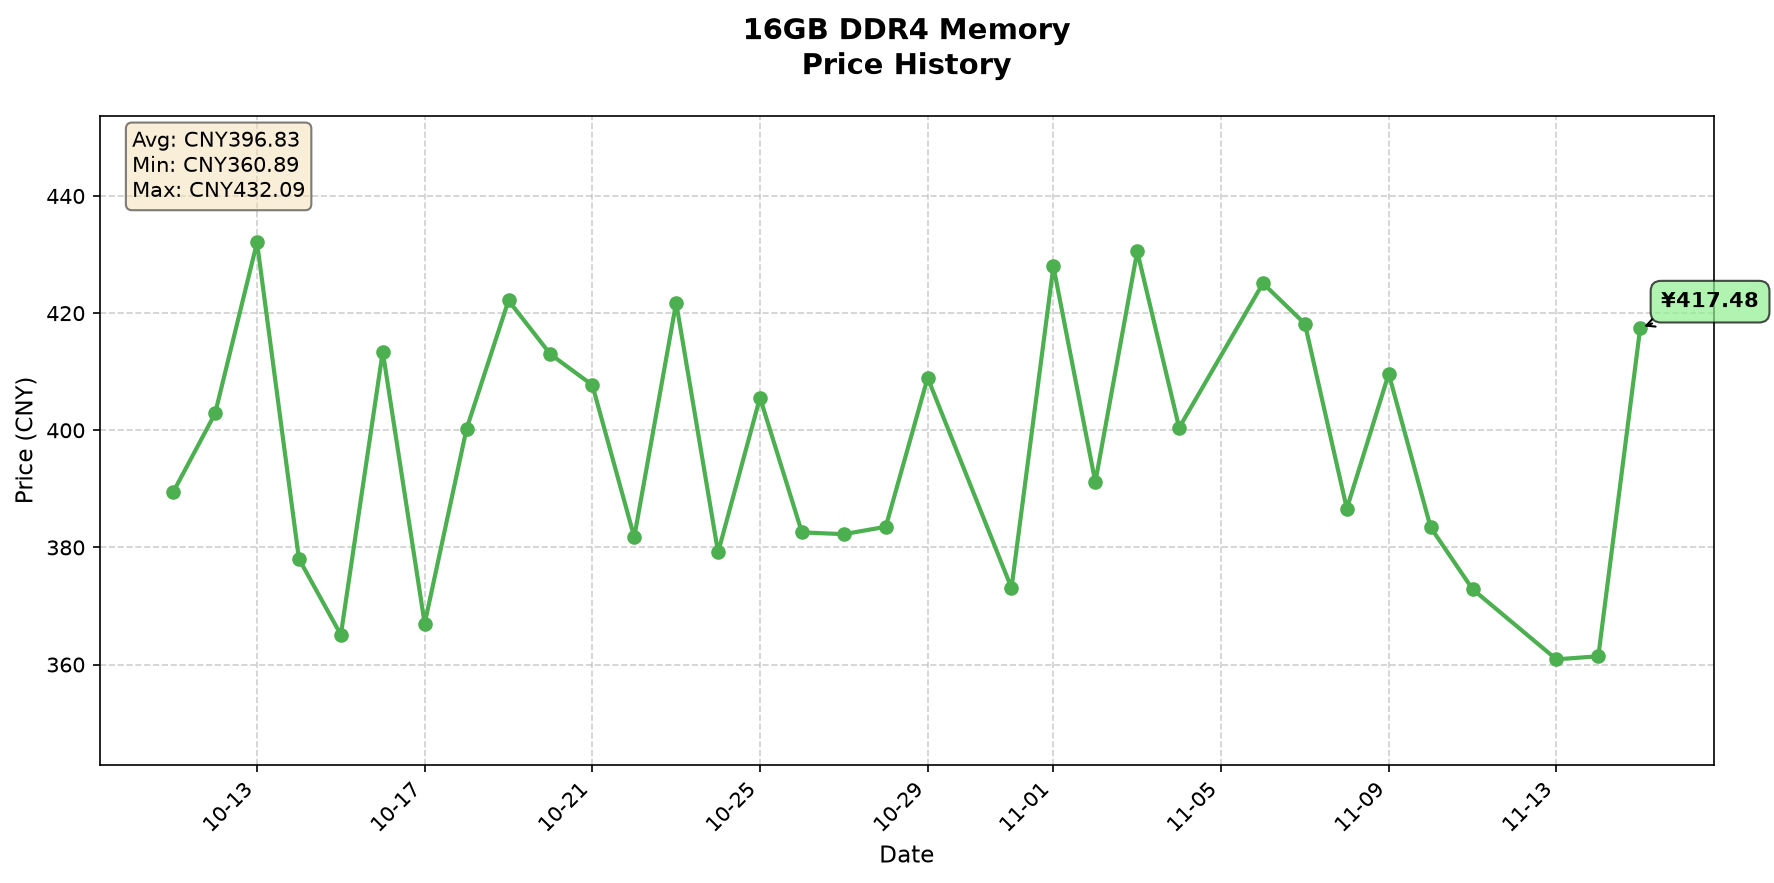 16GB DDR4 Memory
Price History
Avg: CNY396.83
Min: CNY360.89
Max: CNY432.09
¥417.48
Price (CNY)
440
420
400
380
360
10-13
10-17
10-21
10-25
10-29
11-01
11-05
11-09
11-13
Date